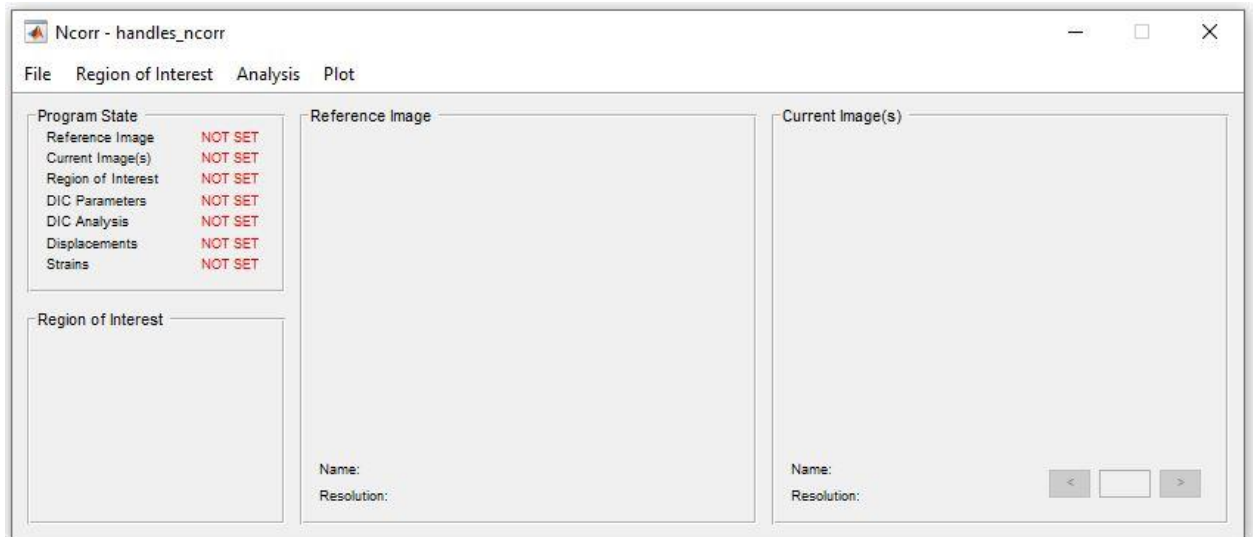 Ncorr - handles_ncorr
File Region of Interest Analysis Plot
Program State
Reference Image NOT SET
Current Image(s) NOT SET
Region of Interest NOT SET
DIC Parameters NOT SET
DIC Analysis NOT SET
Displacements NOT SET
Strains NOT SET
Region of Interest
Reference Image
Name:
Resolution:
Current Image(s)
Name:
Resolution:
< >